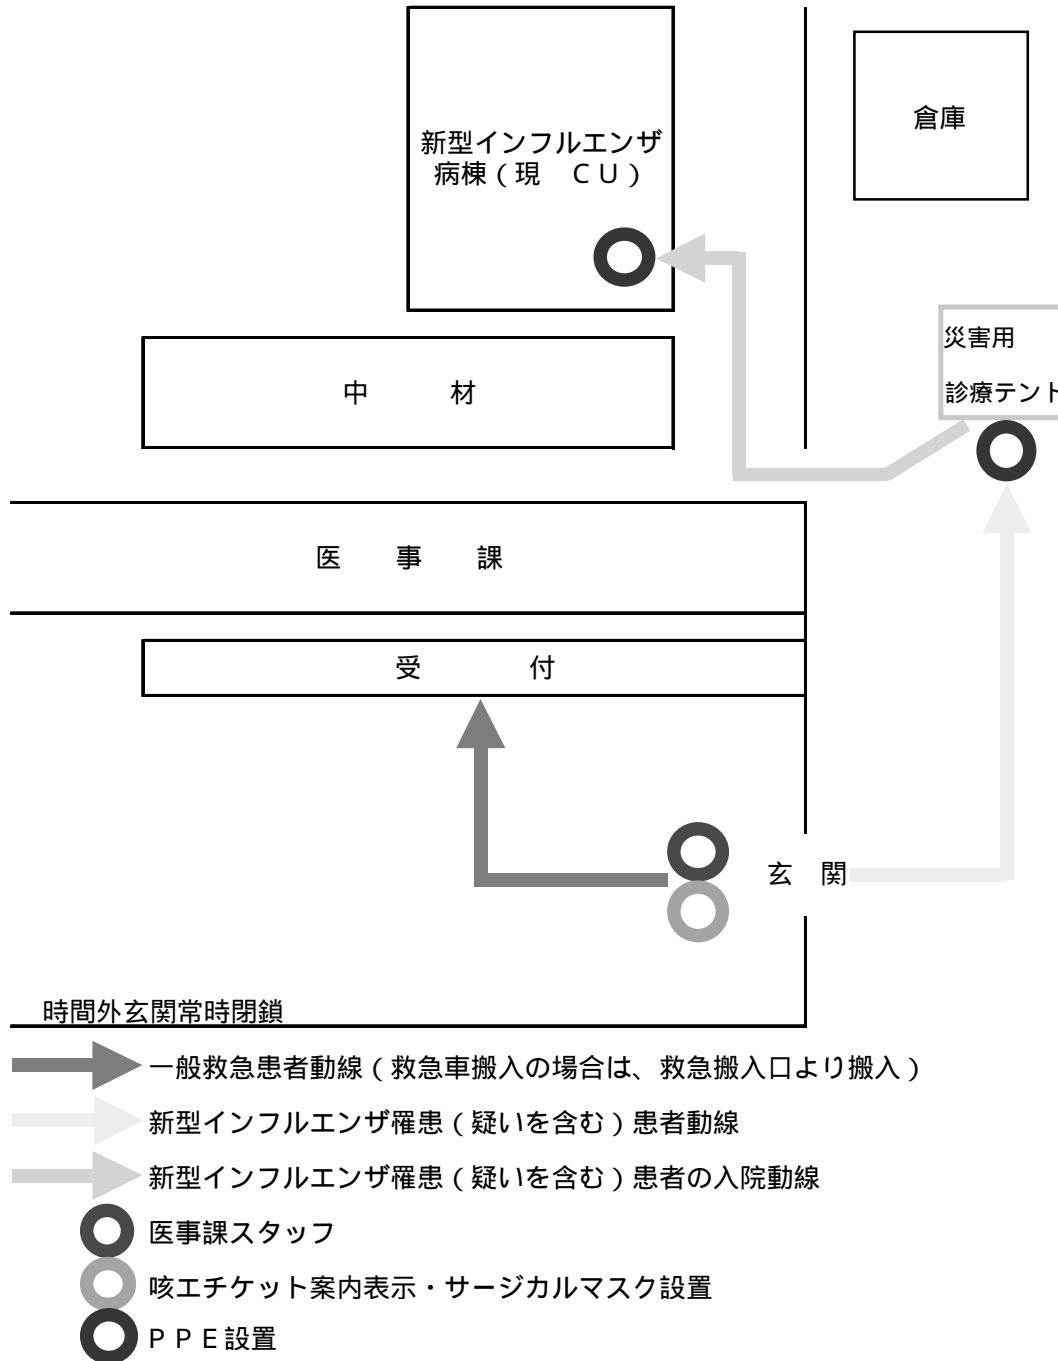 倉庫
新型インフルエンザ
病棟(現 CU)
災害用
診療テント
中 材
医 事 課
受 付
玄 関
時間外玄関常時閉鎖
一般救急患者動線(救急車搬入の場合は、救急搬入口より搬入)
新型インフルエンザ罹患(疑いを含む)患者動線
新型インフルエンザ罹患(疑いを含む)患者の入院動線
医事課スタッフ
咳エチケット案内表示・サージカルマスク設置
PPE設置